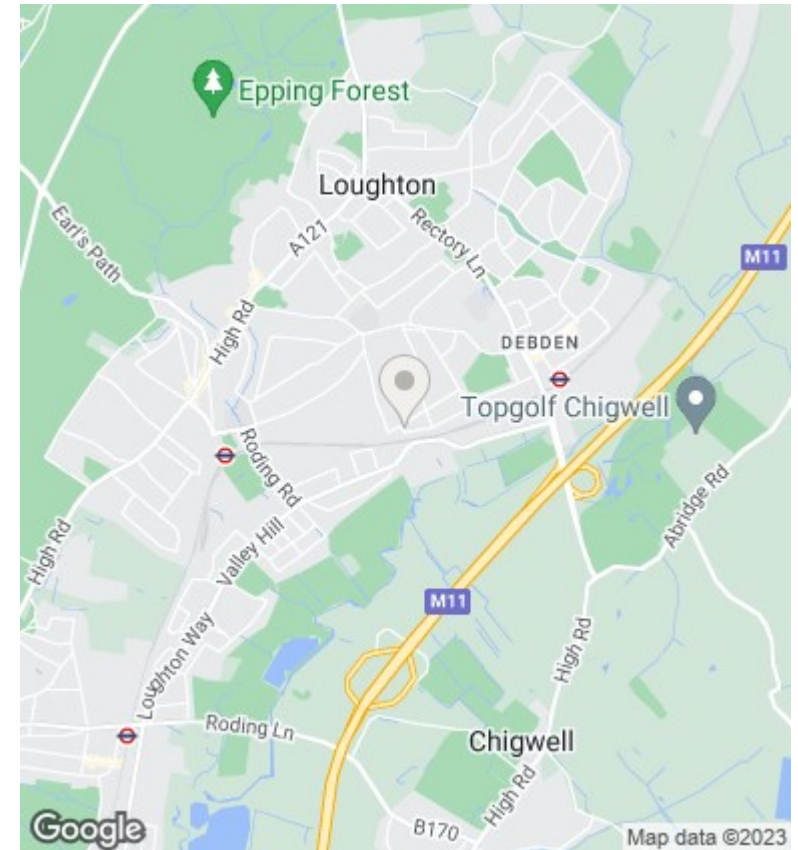 Epping Forest
Loughton
Earl's Path
A121
Rectory Ln
M11
High Rd
DEBDEN
Topgolf Chigwell
Roding Rd
Abridge Rd
Valley Hill
High Rd
M11
Loughton Way
High Rd
Roding Ln
Chigwell
High Rd
B170
Google
Map data ©2023